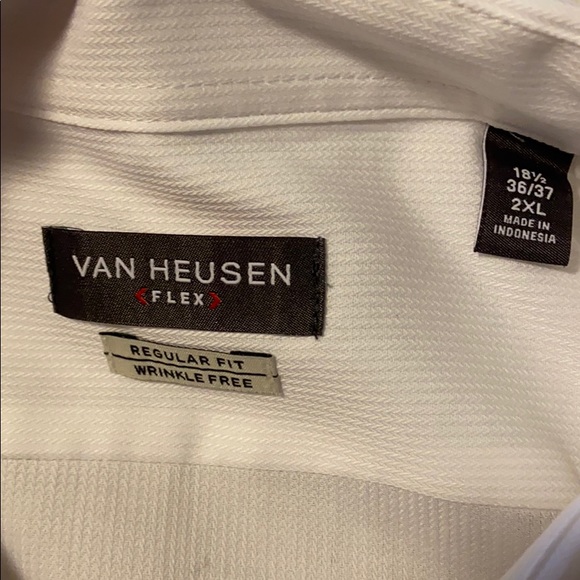 VAN HEUSEN
<FLEX>
REGULAR FIT
WRINKLE FREE
18½
36/37
2XL
MADE IN
INDONESIA